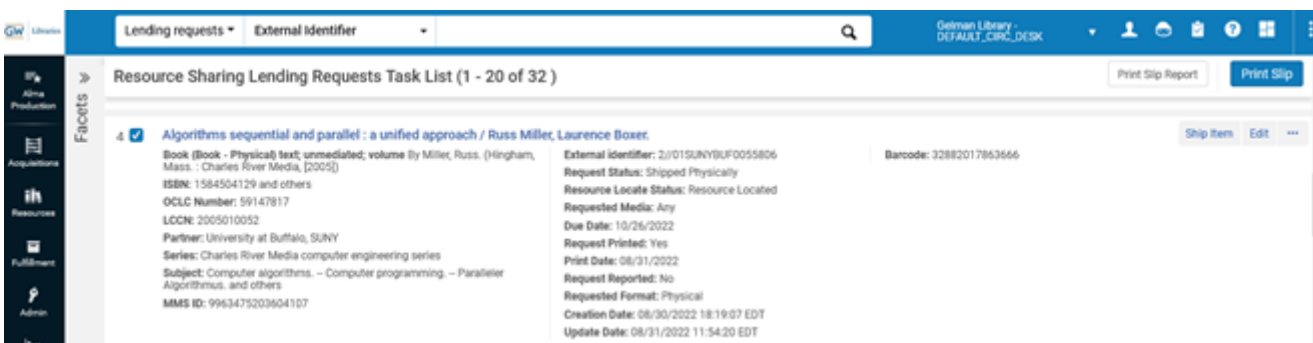 GW Libraries
Lending requests
External Identifier
Gelman Library -
DEFAULT_CIRC_DESK
Alma
Production
Acquisitions
Resources
Fulfillment
Admin
Facets
Resource Sharing Lending Requests Task List (1 - 20 of 32 )
Print Slip Report
Print Slip
4
Algorithms sequential and parallel : a unified approach / Russ Miller, Laurence Boxer.
Ship Item
Edit
Book (Book - Physical) text; unmediated; volume By Miller, Russ. (Hingham,
Mass. : Charles River Media, [2005])
ISBN: 1584504129 and others
OCLC Number: 59147817
LCCN: 2005010052
Partner: University at Buffalo, SUNY
Series: Charles River Media computer engineering series
Subject: Computer algorithms. -- Computer programming. -- Paralleler
Algorithmus. and others
MMS ID: 9963475203604107
External identifier: 2//01SUNYBUF0055806
Request Status: Shipped Physically
Resource Locate Status: Resource Located
Requested Media: Any
Due Date: 10/26/2022
Request Printed: Yes
Print Date: 08/31/2022
Request Reported: No
Requested Format: Physical
Creation Date: 08/30/2022 18:19:07 EDT
Update Date: 08/31/2022 11:54:20 EDT
Barcode: 32882017863666